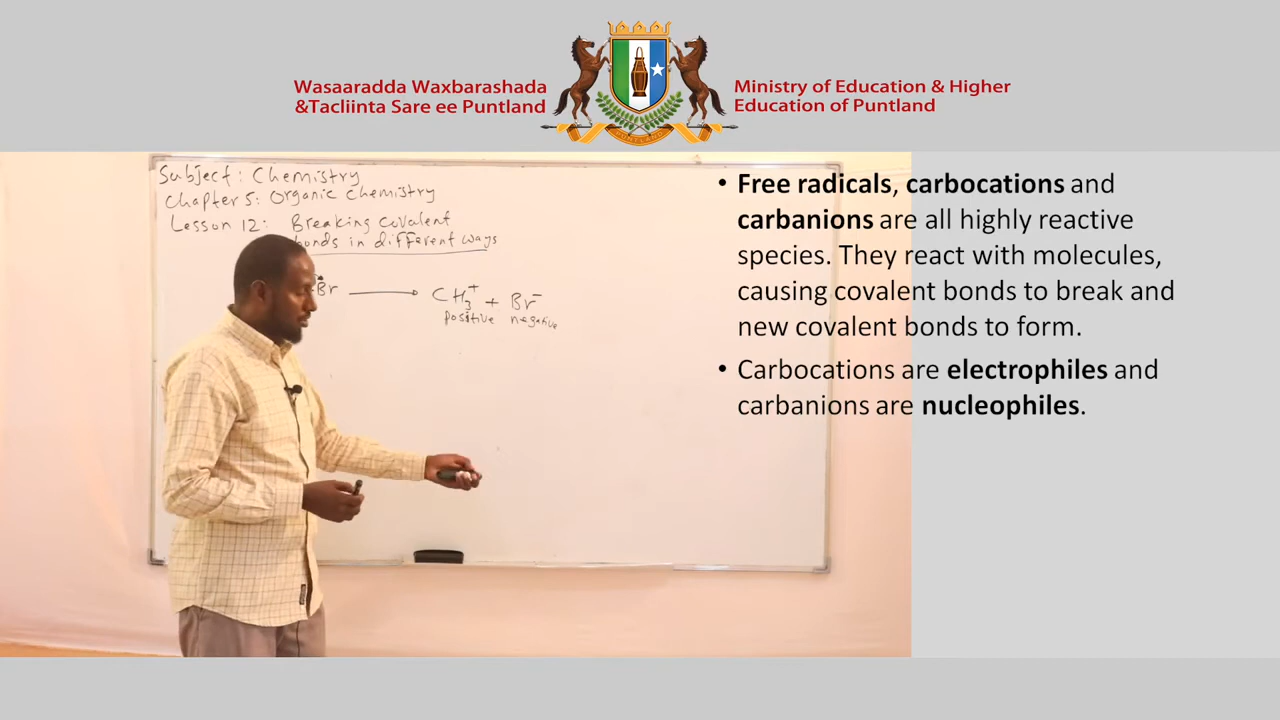 Wasaaradda Waxbarashada
&Tacliinta Sare ee Puntland
Ministry of Education & Higher
Education of Puntland
Subject: Chemistry
Chapter 5: Organic Chemistry
Lesson 12: Breaking Covalent
bonds in different ways
Br → CH₃⁺ + Br⁻
positive negative
• Free radicals, carbocations and
carbanions are all highly reactive
species. They react with molecules,
causing covalent bonds to break and
new covalent bonds to form.
• Carbocations are electrophiles and
carbanions are nucleophiles.